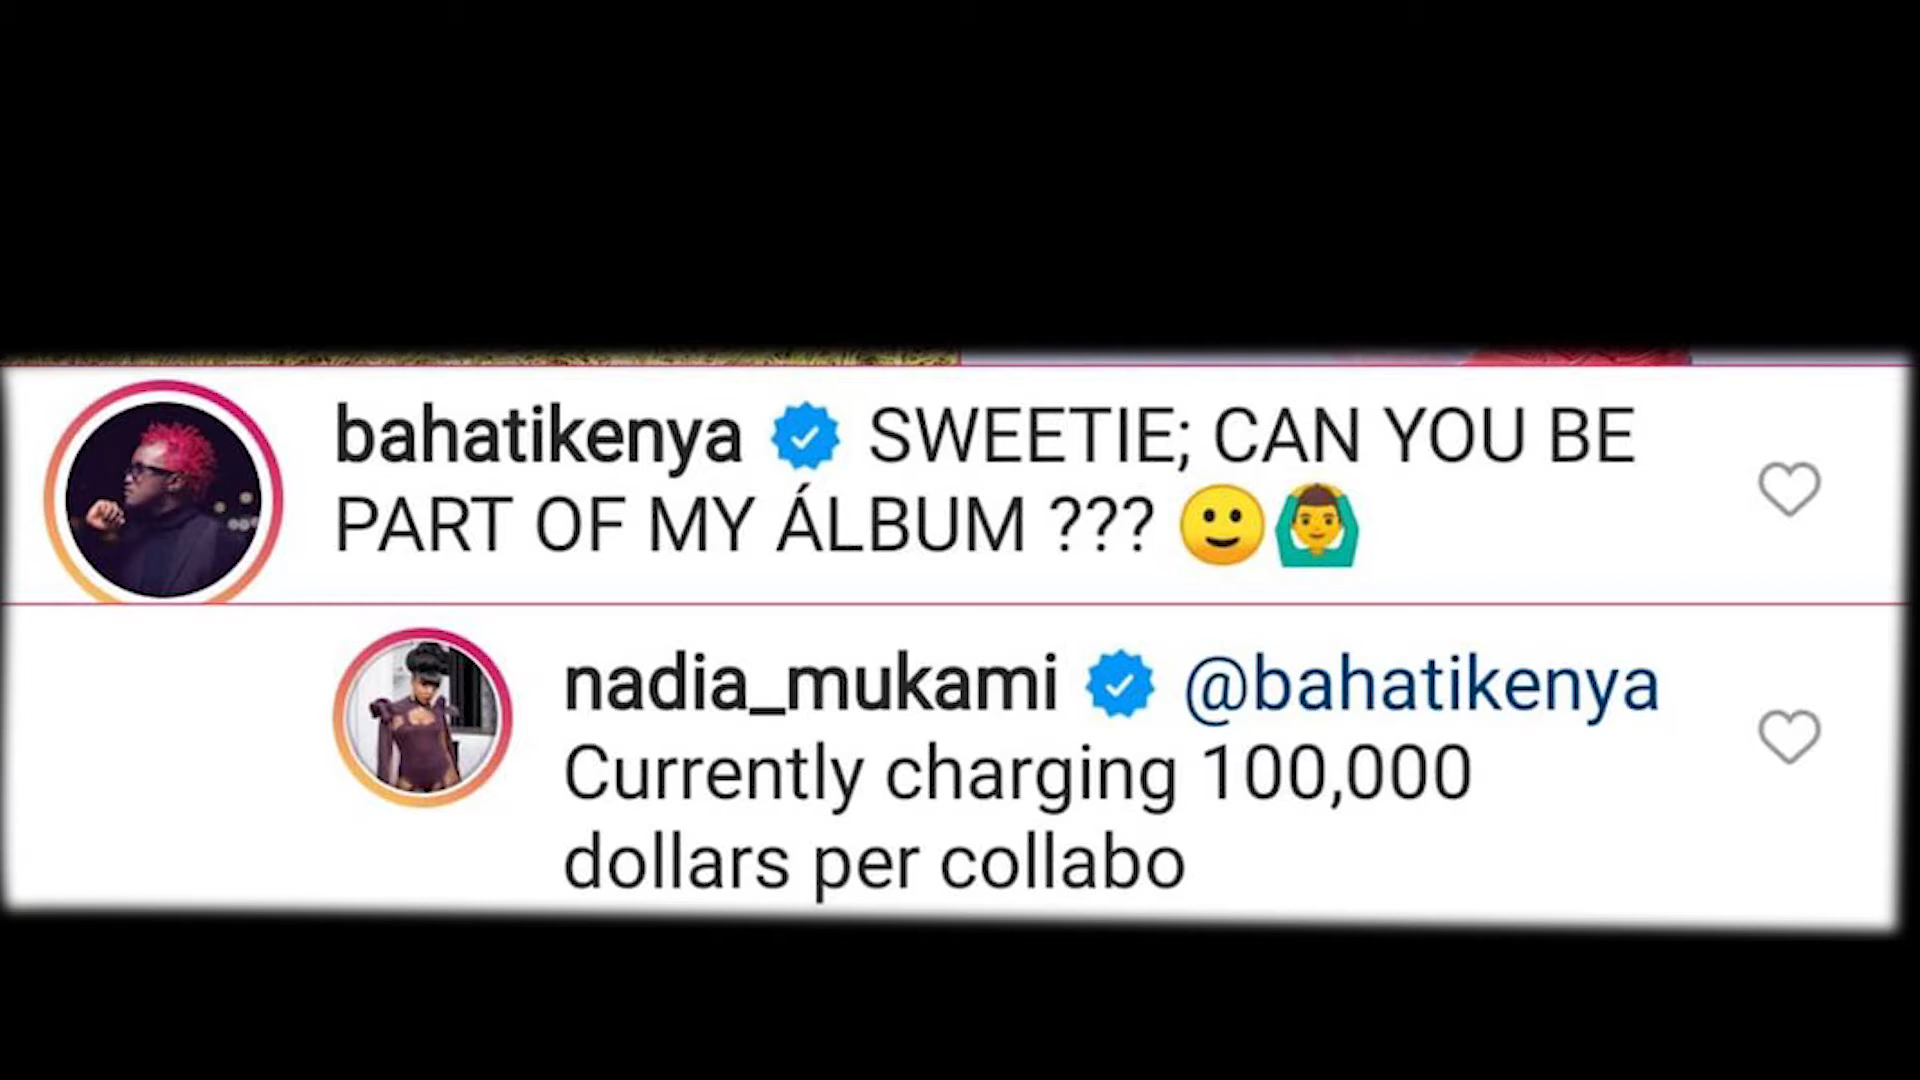 bahatikenya SWEETIE; CAN YOU BE
PART OF MY ÁLBUM ??? 🙂🙆‍♂️
nadia_mukami @bahatikenya
Currently charging 100,000
dollars per collabo